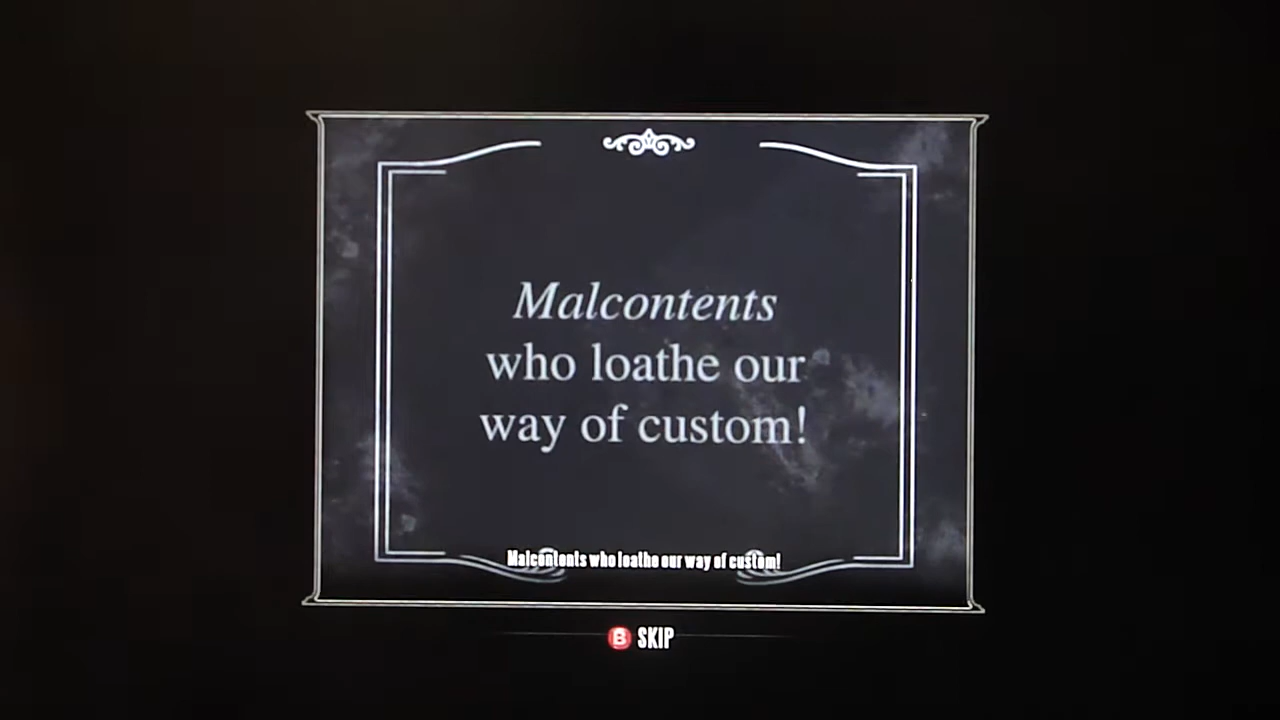 Malcontents
who loathe our
way of custom!
Malcontents who loathe our way of custom!
B SKIP